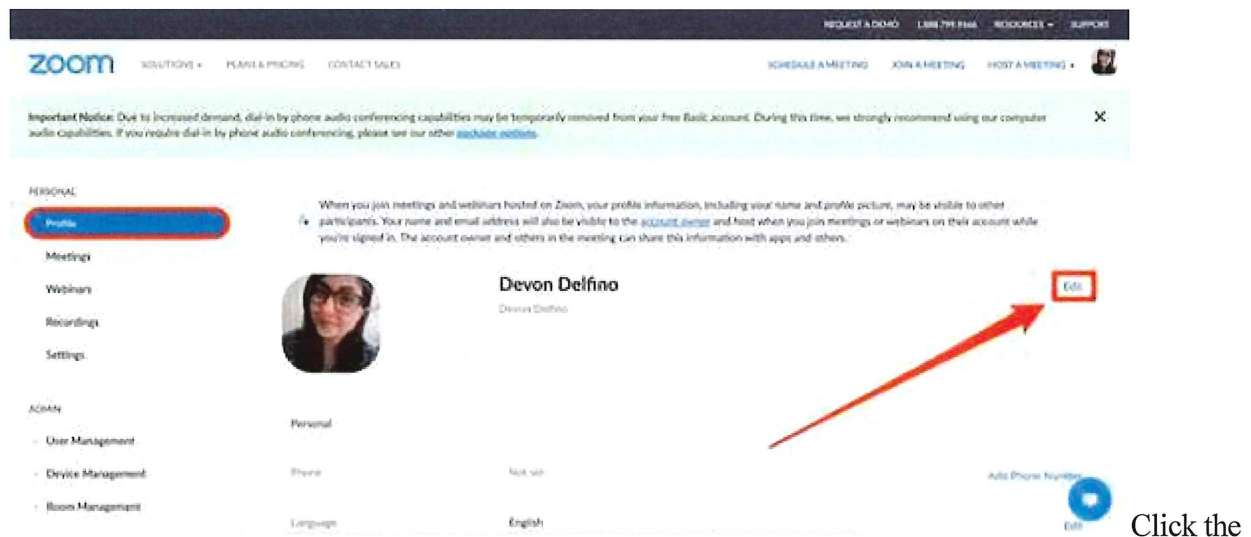 REQUEST A DEMO 1.888.799.9666 RESOURCES SUPPORT
zoom SOLUTIONS PLANS & PRICING CONTACT SALES SCHEDULE A MEETING JOIN A MEETING HOST A MEETING
Important Notice: Due to increased demand, dial-in by phone audio conferencing capabilities may be temporarily removed from your free Basic account. During this time, we strongly recommend using our computer
audio capabilities. If you require dial-in by phone audio conferencing, please see our other package options.
PERSONAL
Profile
Meetings
Webinars
Recordings
Settings
ADMIN
User Management
Device Management
Room Management
When you join meetings and webinars hosted on Zoom, your profile information, including your name and profile picture, may be visible to other
participants. Your name and email address will also be visible to the account owner and host when you join meetings or webinars on their account while
you're signed in. The account owner and others in the meeting can share this information with apps and others.
Devon Delfino Edit
Devon Delfino
Personal
Phone Not set Add Phone Number
Language English Edit
Click the